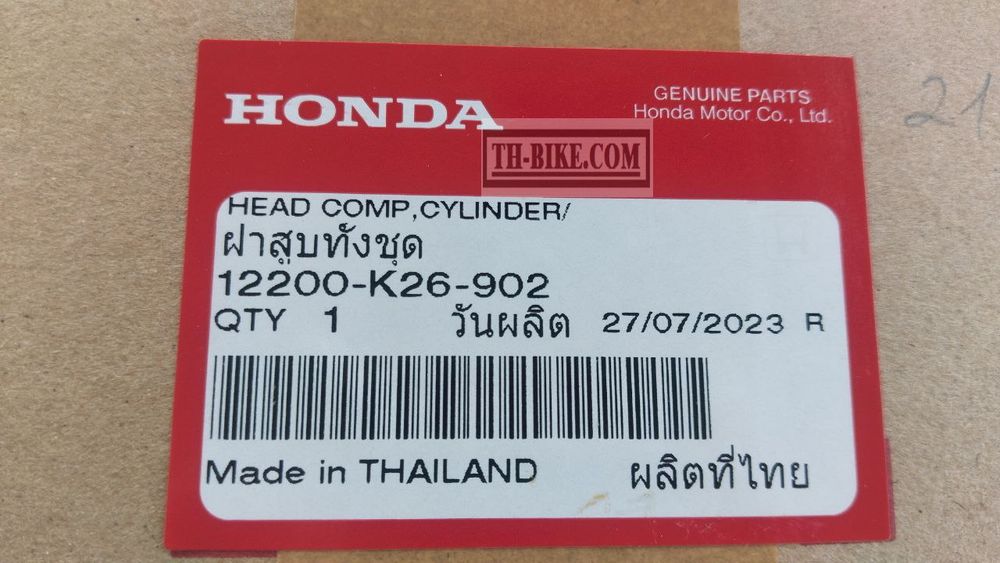 HONDA
GENUINE PARTS
Honda Motor Co., Ltd.
21
TH-BIKE.COM
HEAD COMP,CYLINDER/
ฝาสูบทั้งชุด
12200-K26-902
QTY 1 วันผลิต 27/07/2023 R
Made in THAILAND ผลิตที่ไทย